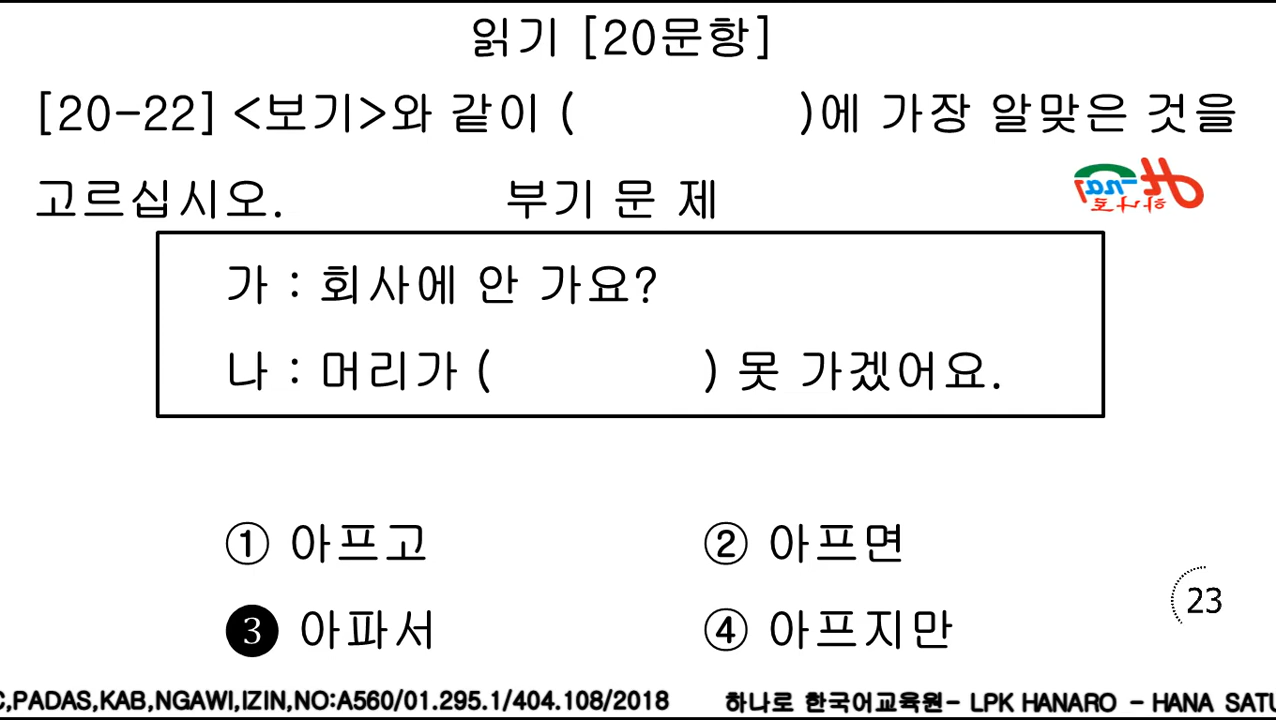 읽기 [20문항]
[20-22] <보기>와 같이 ( )에 가장 알맞은 것을
고르십시오. 부기 문 제
가 : 회사에 안 가요?
나 : 머리가 ( ) 못 가겠어요.
① 아프고 ② 아프면
❸ 아파서 ④ 아프지만
23
,PADAS,KAB,NGAWI,IZIN,NO:A560/01.295.1/404.108/2018 하나로 한국어교육원- LPK HANARO - HANA SATU